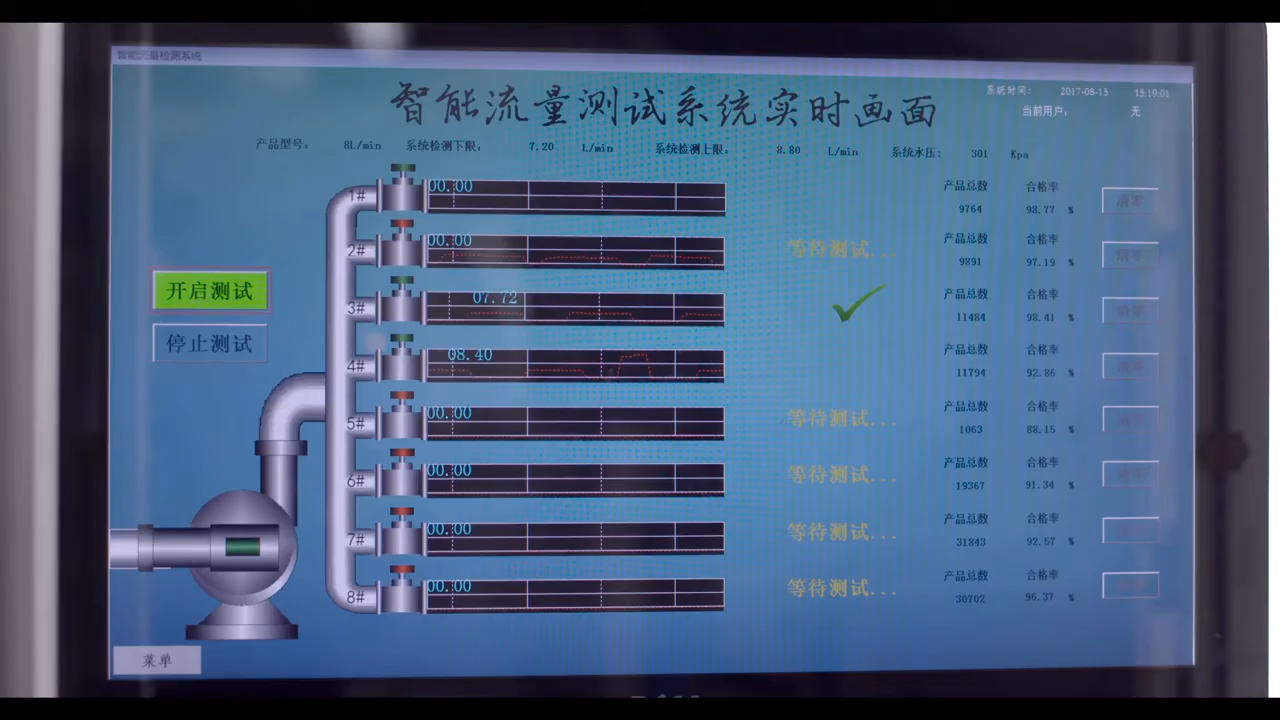 智能流量检测系统
智能流量测试系统实时画面
系统时间： 2017-08-15 15:19:01
当前用户： 无
产品型号： 8L/min 系统检测下限： 7.20 L/min 系统检测上限： 8.80 L/min 系统水压： 301 Kpa
1# 00.00 产品总数 合格率 清零
9764 98.77 %
2# 00.00 等待测试... 产品总数 合格率 清零
9891 97.19 %
3# 07.72 产品总数 合格率 清零
11484 98.41 %
4# 08.40 产品总数 合格率 清零
11794 92.86 %
5# 00.00 等待测试... 产品总数 合格率
1063 88.15 %
6# 00.00 等待测试... 产品总数 合格率
19367 91.34 %
7# 00.00 等待测试... 产品总数 合格率
31843 92.57 %
8# 00.00 等待测试... 产品总数 合格率
30702 96.37 %
开启测试
停止测试
菜单